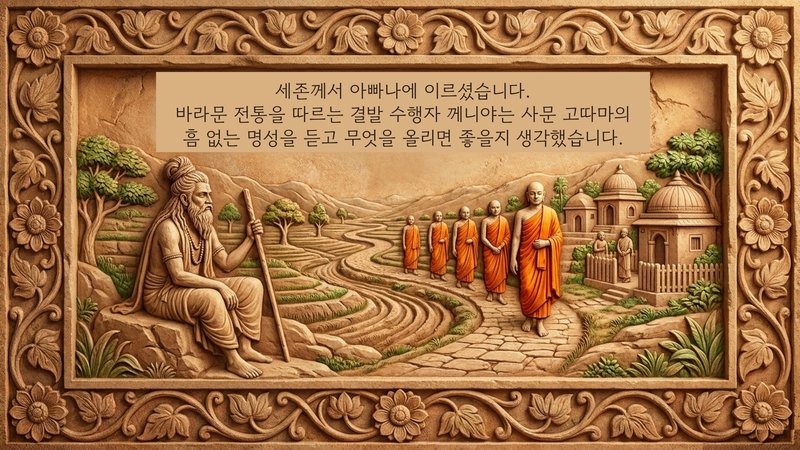 세존께서 아빠나에 이르셨습니다.
바라문 전통을 따르는 결발 수행자 께니야는 사문 고따마의
흠 없는 명성을 듣고 무엇을 올리면 좋을지 생각했습니다.